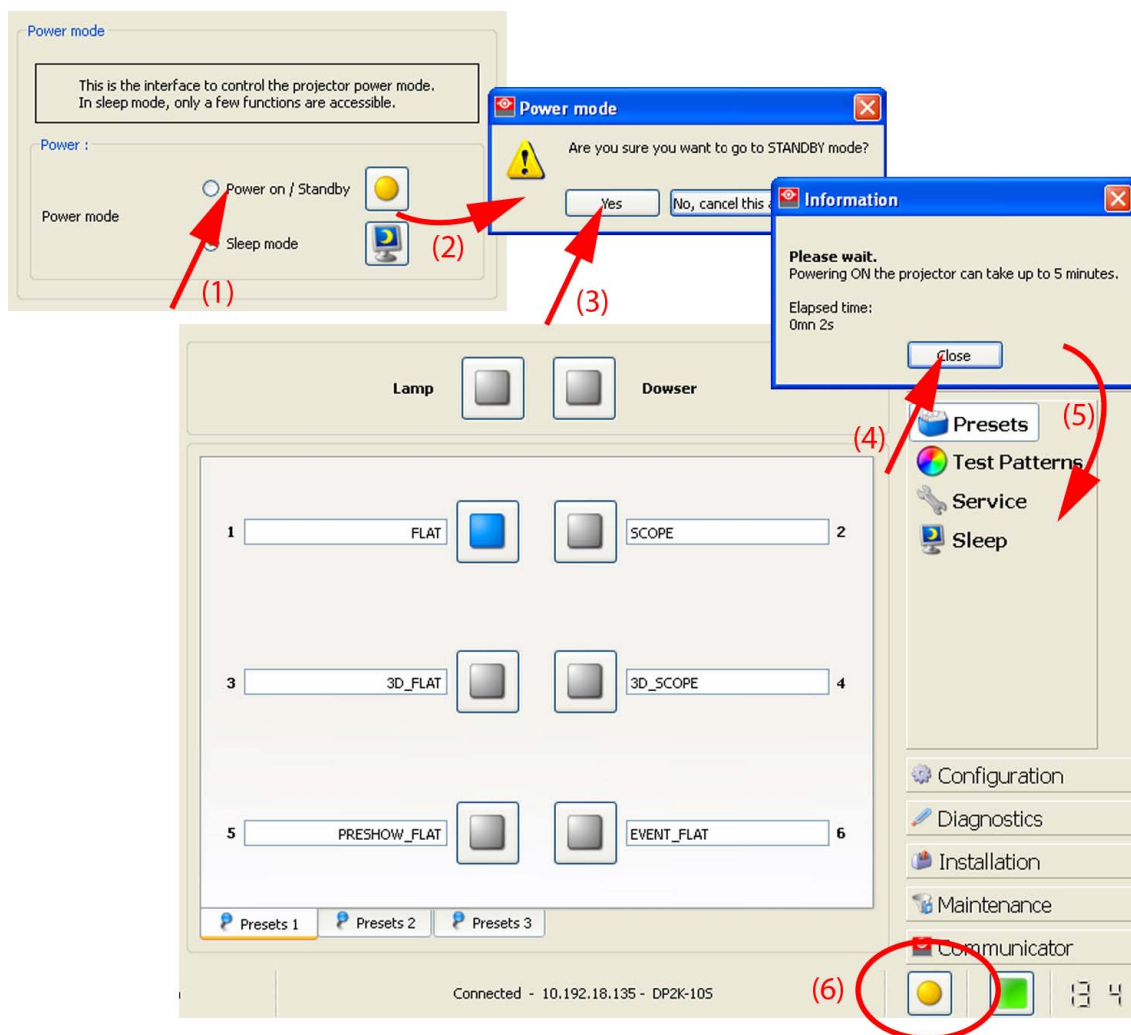 Power mode
This is the interface to control the projector power mode.
In sleep mode, only a few functions are accessible.
Power :
Power mode
Power on / Standby
Sleep mode
(1)
(2)
Power mode
Are you sure you want to go to STANDBY mode?
Yes
No, cancel this
(3)
Information
Please wait.
Powering ON the projector can take up to 5 minutes.
Elapsed time:
0mn 2s
Close
(4)
(5)
Lamp
Dowser
Presets
Test Patterns
Service
Sleep
1 FLAT
SCOPE 2
3 3D_FLAT
3D_SCOPE 4
5 PRESHOW_FLAT
EVENT_FLAT 6
Presets 1 Presets 2 Presets 3
Configuration
Diagnostics
Installation
Maintenance
Communicator
Connected - 10.192.18.135 - DP2K-10S
(6)